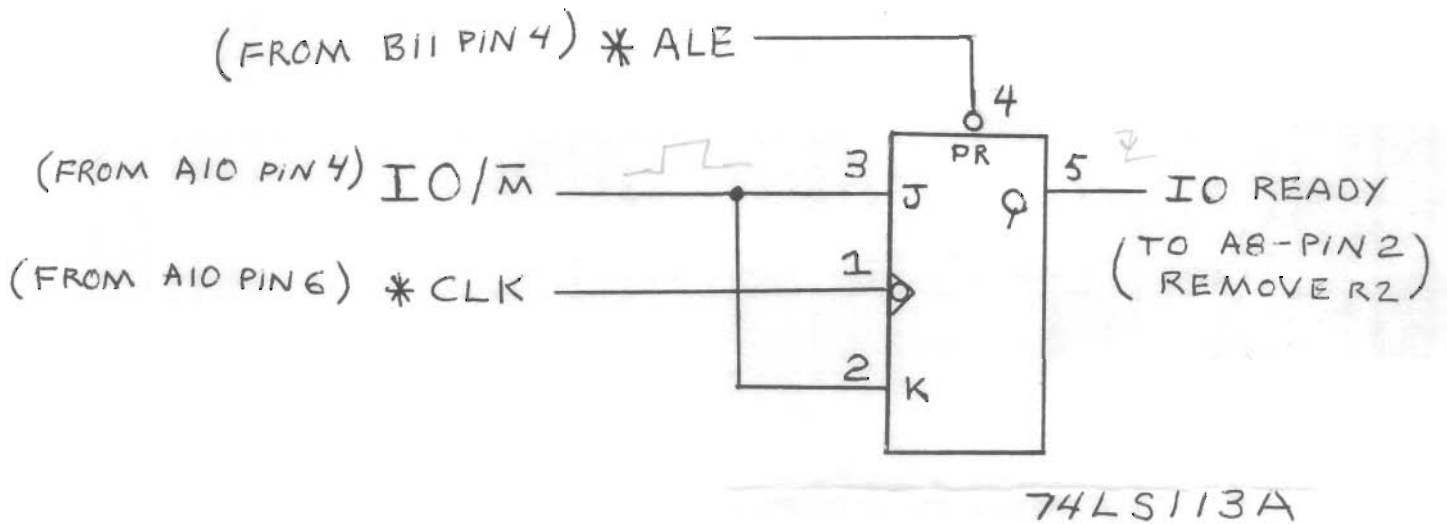 (FROM B11 PIN 4) * ALE
4
PR
(FROM A10 PIN 4) IO/M̅
3
J
Q
5
IO READY
(TO A8-PIN 2
REMOVE R2)
(FROM A10 PIN 6) * CLK
1
2
K
74LS113A